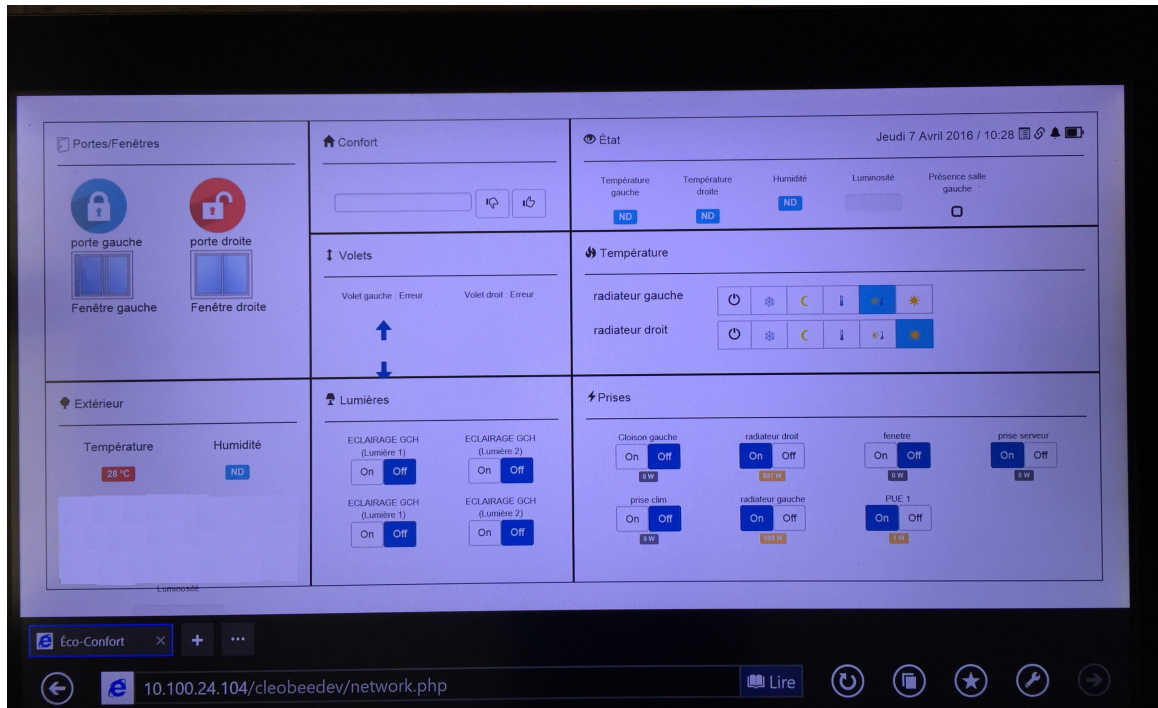 Portes/Fenêtres
porte gauche
porte droite
Fenêtre gauche
Fenêtre droite
Confort
État
Jeudi 7 Avril 2016 / 10:28
Température
gauche
ND
Température
droite
ND
Humidité
ND
Luminosité
Présence salle
gauche
Volets
Volet gauche : Erreur
Volet droit : Erreur
Température
radiateur gauche
radiateur droit
Extérieur
Température
28 °C
Humidité
ND
Luminosité
Lumières
ECLAIRAGE GCH
(Lumière 1)
On Off
ECLAIRAGE GCH
(Lumière 2)
On Off
ECLAIRAGE GCH
(Lumière 1)
On Off
ECLAIRAGE GCH
(Lumière 2)
On Off
Prises
Cloison gauche
On Off
0 W
radiateur droit
On Off
fenetre
On Off
0 W
prise serveur
On Off
0 W
prise clim
On Off
0 W
radiateur gauche
On Off
PUE 1
On Off
1 W
Éco-Confort
10.100.24.104/cleobeedev/network.php
Lire